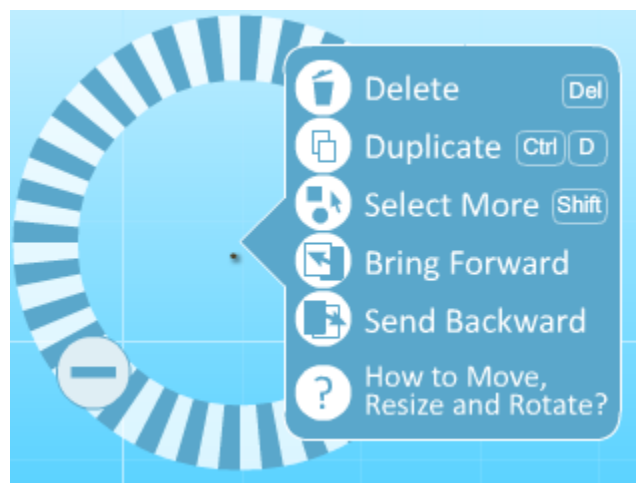 Delete Del
Duplicate Ctrl D
Select More Shift
Bring Forward
Send Backward
? How to Move,
Resize and Rotate?